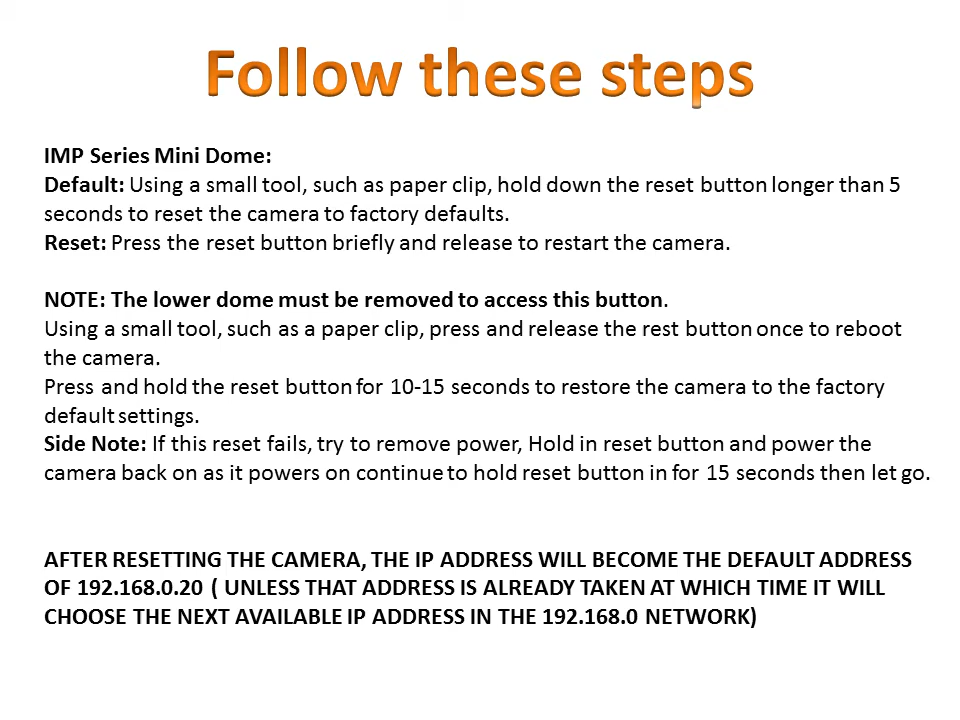 Follow these steps
IMP Series Mini Dome:
Default: Using a small tool, such as paper clip, hold down the reset button longer than 5
seconds to reset the camera to factory defaults.
Reset: Press the reset button briefly and release to restart the camera.
NOTE: The lower dome must be removed to access this button.
Using a small tool, such as a paper clip, press and release the rest button once to reboot
the camera.
Press and hold the reset button for 10-15 seconds to restore the camera to the factory
default settings.
Side Note: If this reset fails, try to remove power, Hold in reset button and power the
camera back on as it powers on continue to hold reset button in for 15 seconds then let go.
AFTER RESETTING THE CAMERA, THE IP ADDRESS WILL BECOME THE DEFAULT ADDRESS
OF 192.168.0.20 ( UNLESS THAT ADDRESS IS ALREADY TAKEN AT WHICH TIME IT WILL
CHOOSE THE NEXT AVAILABLE IP ADDRESS IN THE 192.168.0 NETWORK)